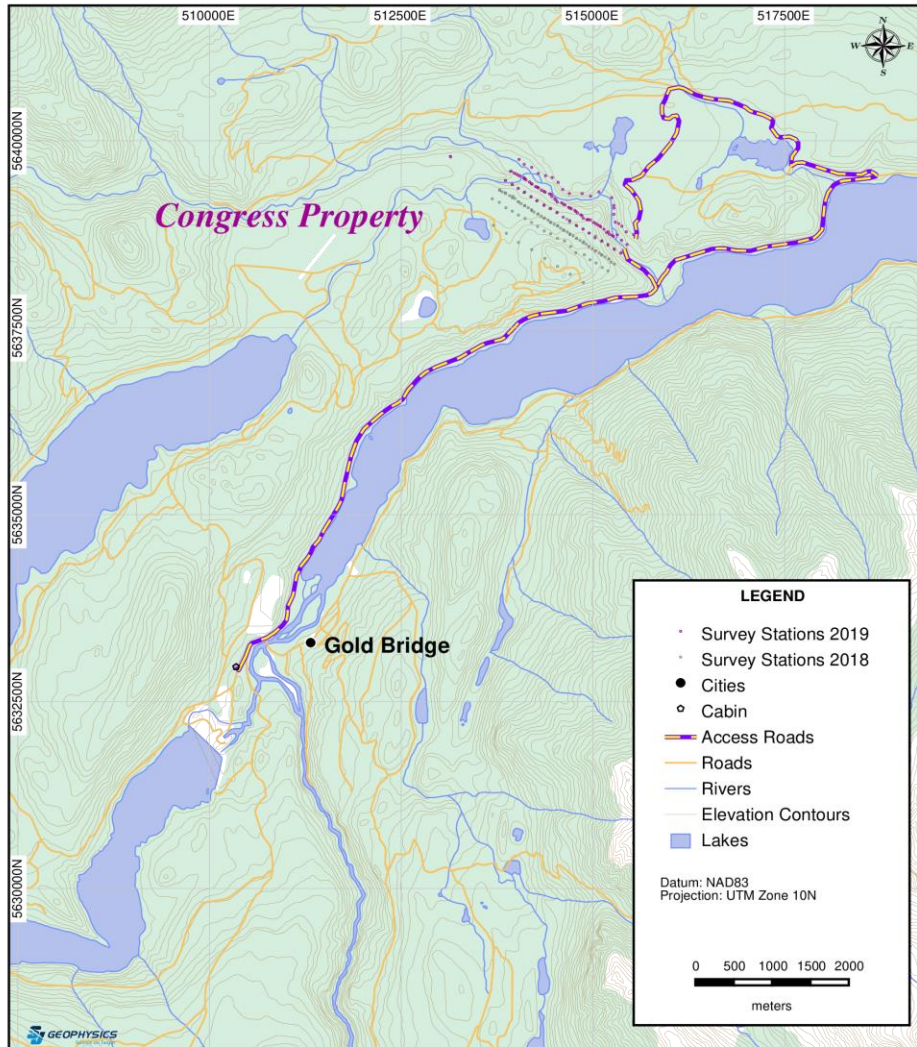 510000E
512500E
515000E
517500E
N
W
E
S
5640000N
Congress Property
5637500N
5635000N
Gold Bridge
5632500N
5630000N
LEGEND
Survey Stations 2019
Survey Stations 2018
Cities
Cabin
Access Roads
Roads
Rivers
Elevation Contours
Lakes
Datum: NAD83
Projection: UTM Zone 10N
0 500 1000 1500 2000
meters
GEOPHYSICS